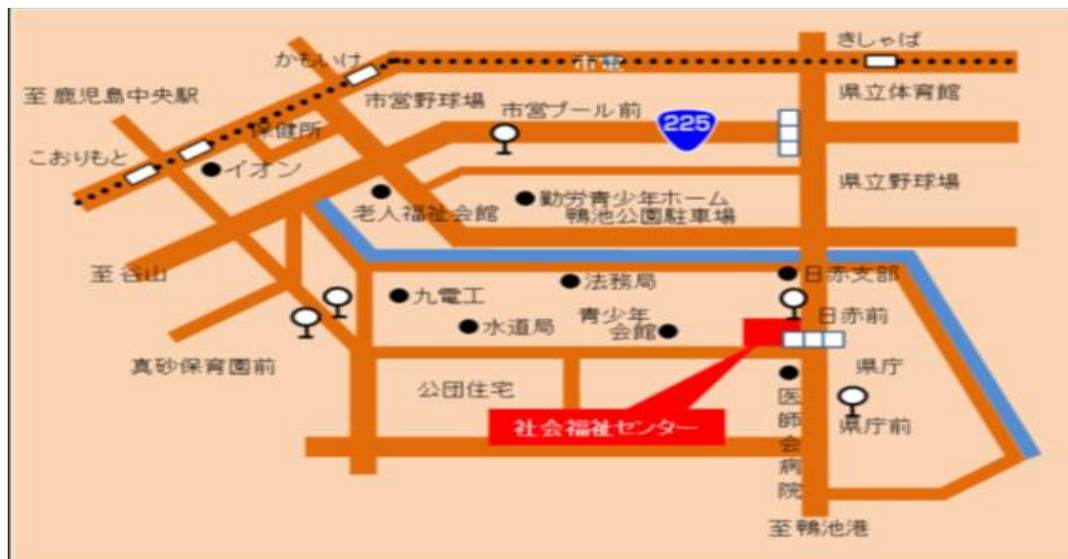 きしゃば
かもいけ
市電
至 鹿児島中央駅
市営野球場
市営プール前
県立体育館
225
保健所
こおりもと
イオン
県立野球場
勤労青少年ホーム
老人福祉会館
鴨池公園駐車場
至 谷山
法務局
日赤支部
九電工
青少年
会館
水道局
日赤前
真砂保育園前
県庁
公団住宅
医師会病院
社会福祉センター
県庁前
至 鴨池港